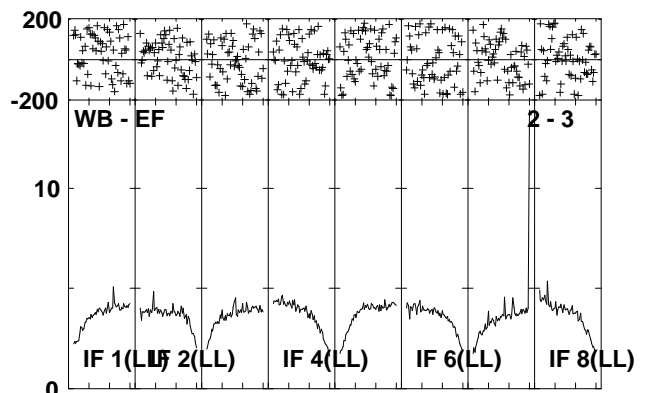 200
-200
WB - EF 2 - 3
10
IF 1(LL) IF 2(LL) IF 4(LL) IF 6(LL) IF 8(LL)
0